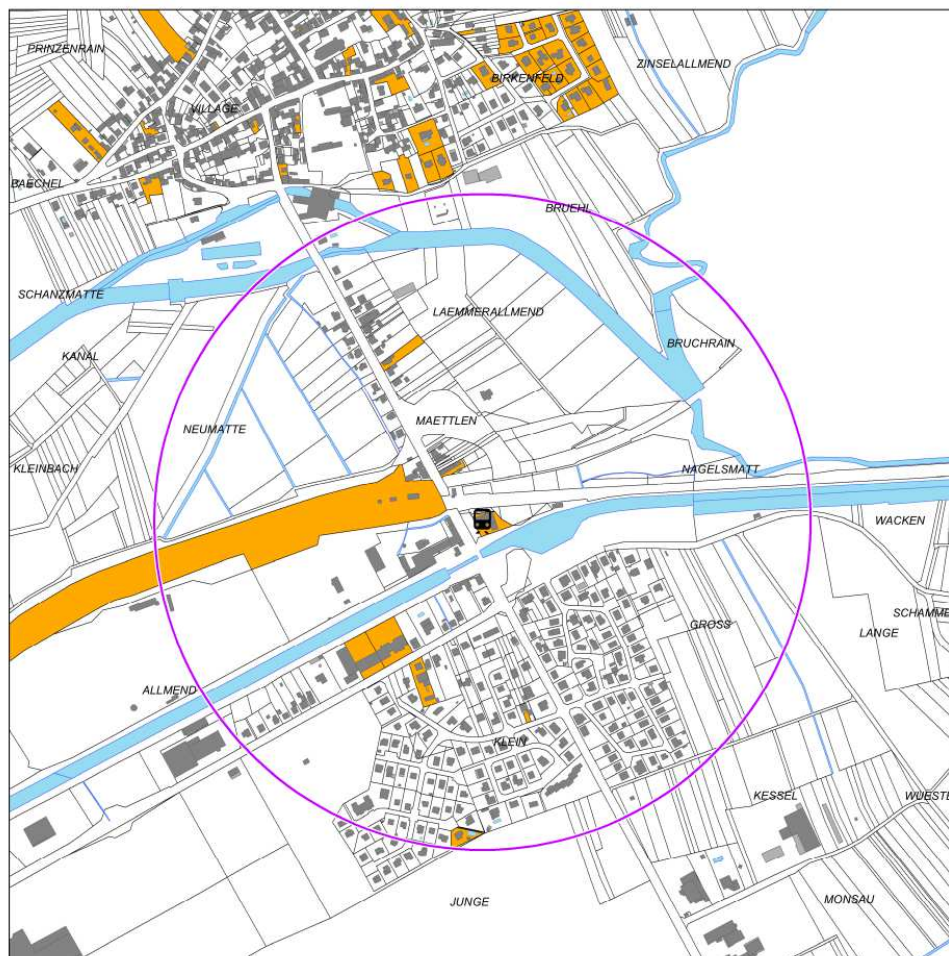 PRINZENRAIN
ZINSELALLMEND
BIRKENFELD
VILLAGE
BAECHEL
BRUEHL
SCHANZMATTE
LAEMMERALLMEND
BRUCHRAIN
KANAL
MAETTLEN
NEUMATTE
KLEINBACH
NAGELSMATT
WACKEN
SCHAMME
GROSS
LANGE
ALLMEND
KLEIN
KESSEL
WUESTE
MONSAU
JUNGE